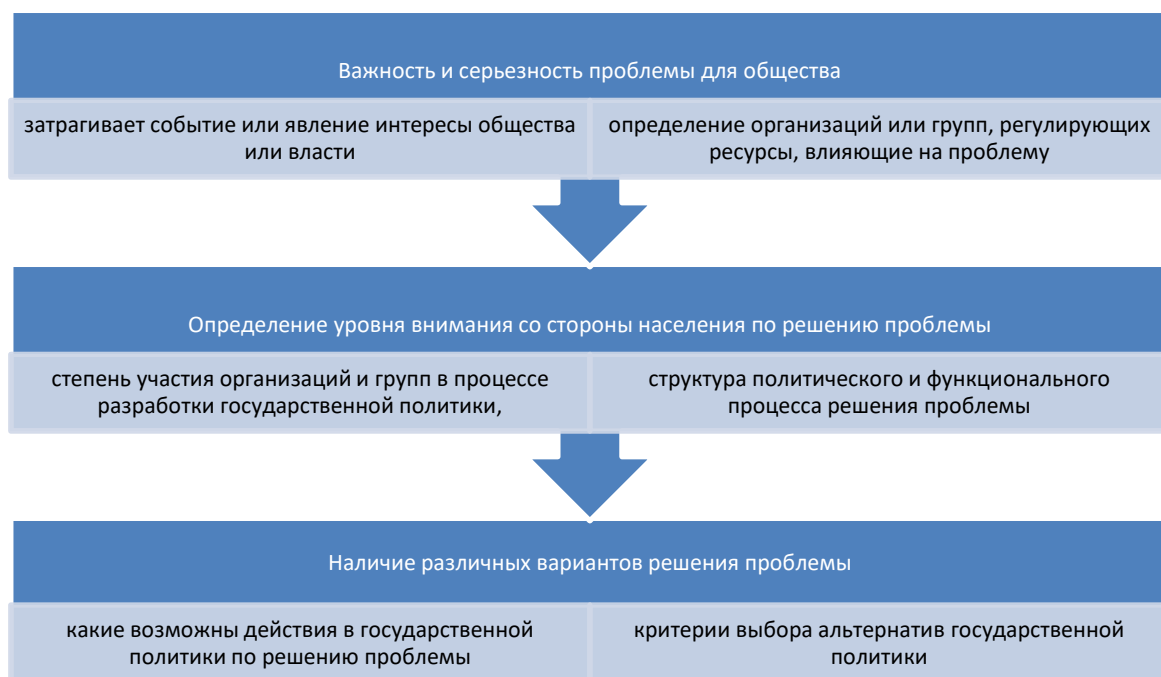 Важность и серьезность проблемы для общества
затрагивает событие или явление интересы общества
или власти
определение организаций или групп, регулирующих
ресурсы, влияющие на проблему
Определение уровня внимания со стороны населения по решению проблемы
степень участия организаций и групп в процессе
разработки государственной политики,
структура политического и функционального
процесса решения проблемы
Наличие различных вариантов решения проблемы
какие возможны действия в государственной
политики по решению проблемы
критерии выбора альтернатив государственной
политики